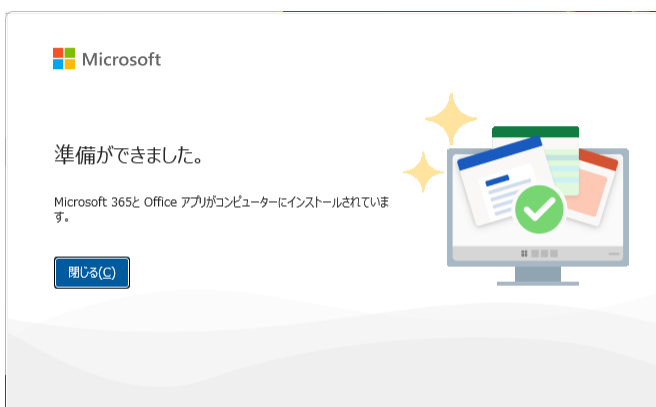 Microsoft
準備ができました。
Microsoft 365と Office アプリがコンピューターにインストールされていま
す。
閉じる(C)